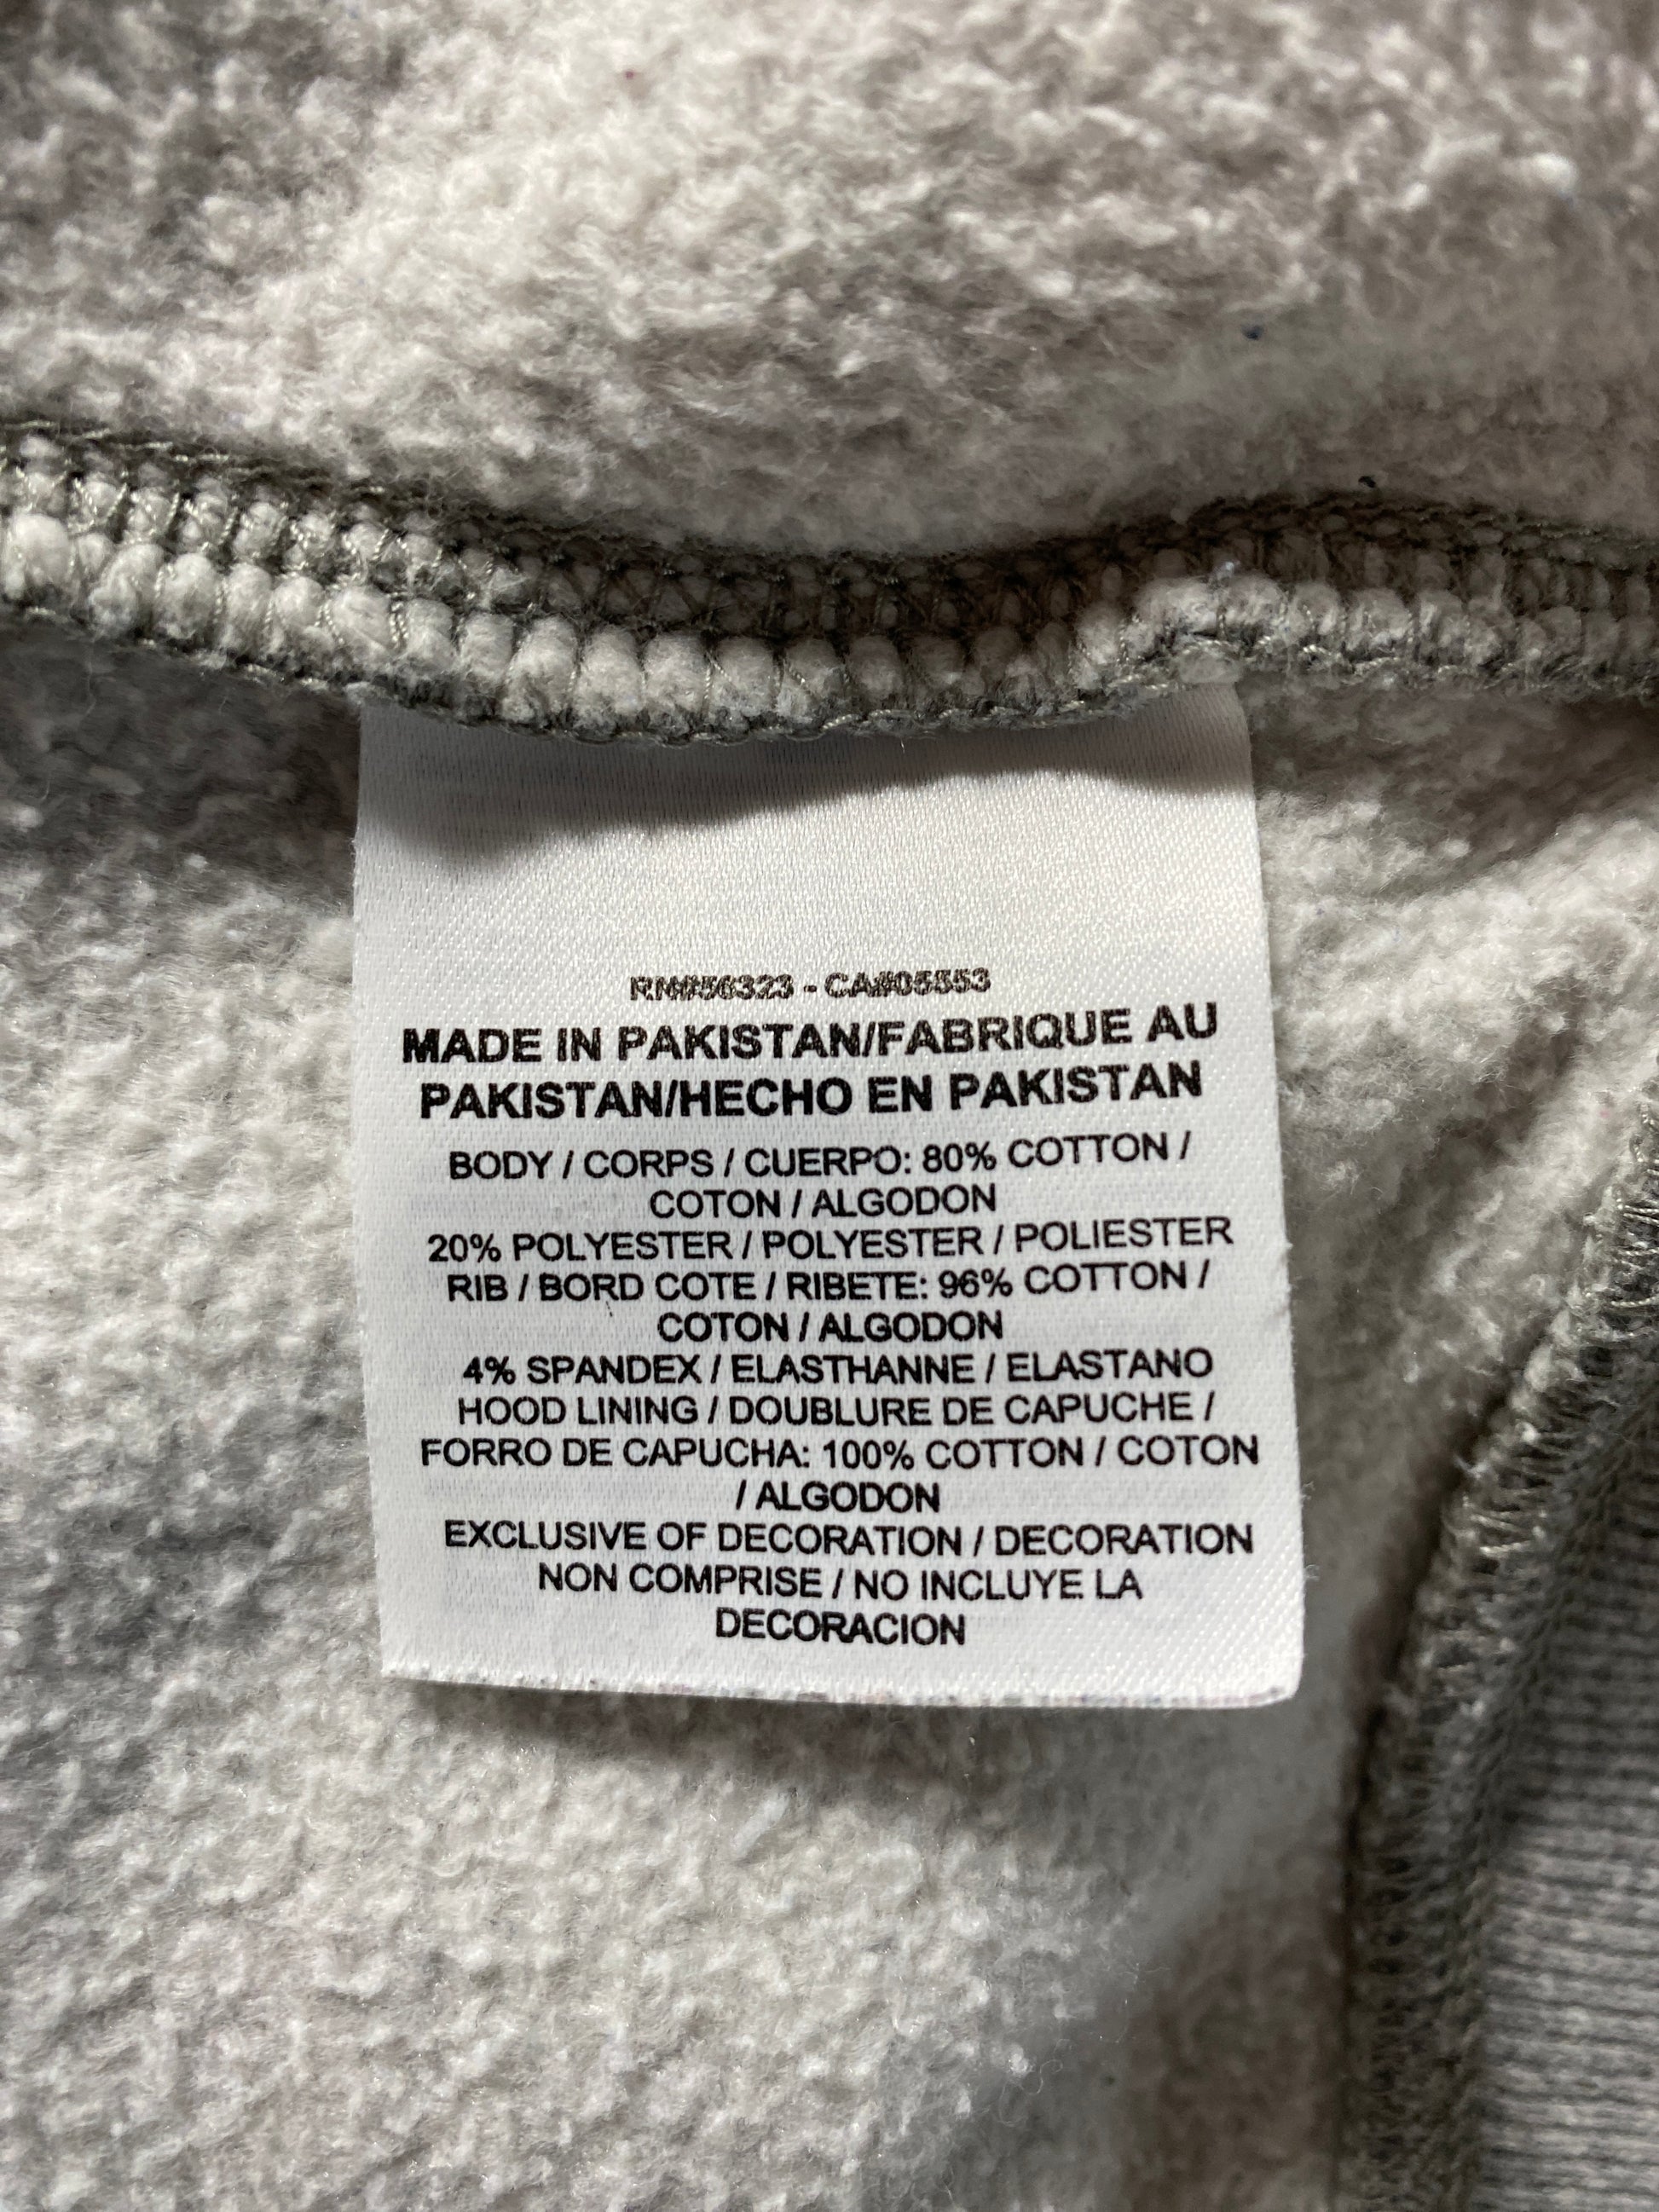 RN#56323 - CA#05553
MADE IN PAKISTAN/FABRIQUE AU
PAKISTAN/HECHO EN PAKISTAN
BODY / CORPS / CUERPO: 80% COTTON /
COTON / ALGODON
20% POLYESTER / POLYESTER / POLIESTER
RIB / BORD COTE / RIBETE: 96% COTTON /
COTON / ALGODON
4% SPANDEX / ELASTHANNE / ELASTANO
HOOD LINING / DOUBLURE DE CAPUCHE /
FORRO DE CAPUCHA: 100% COTTON / COTON
/ ALGODON
EXCLUSIVE OF DECORATION / DECORATION
NON COMPRISE / NO INCLUYE LA
DECORACION